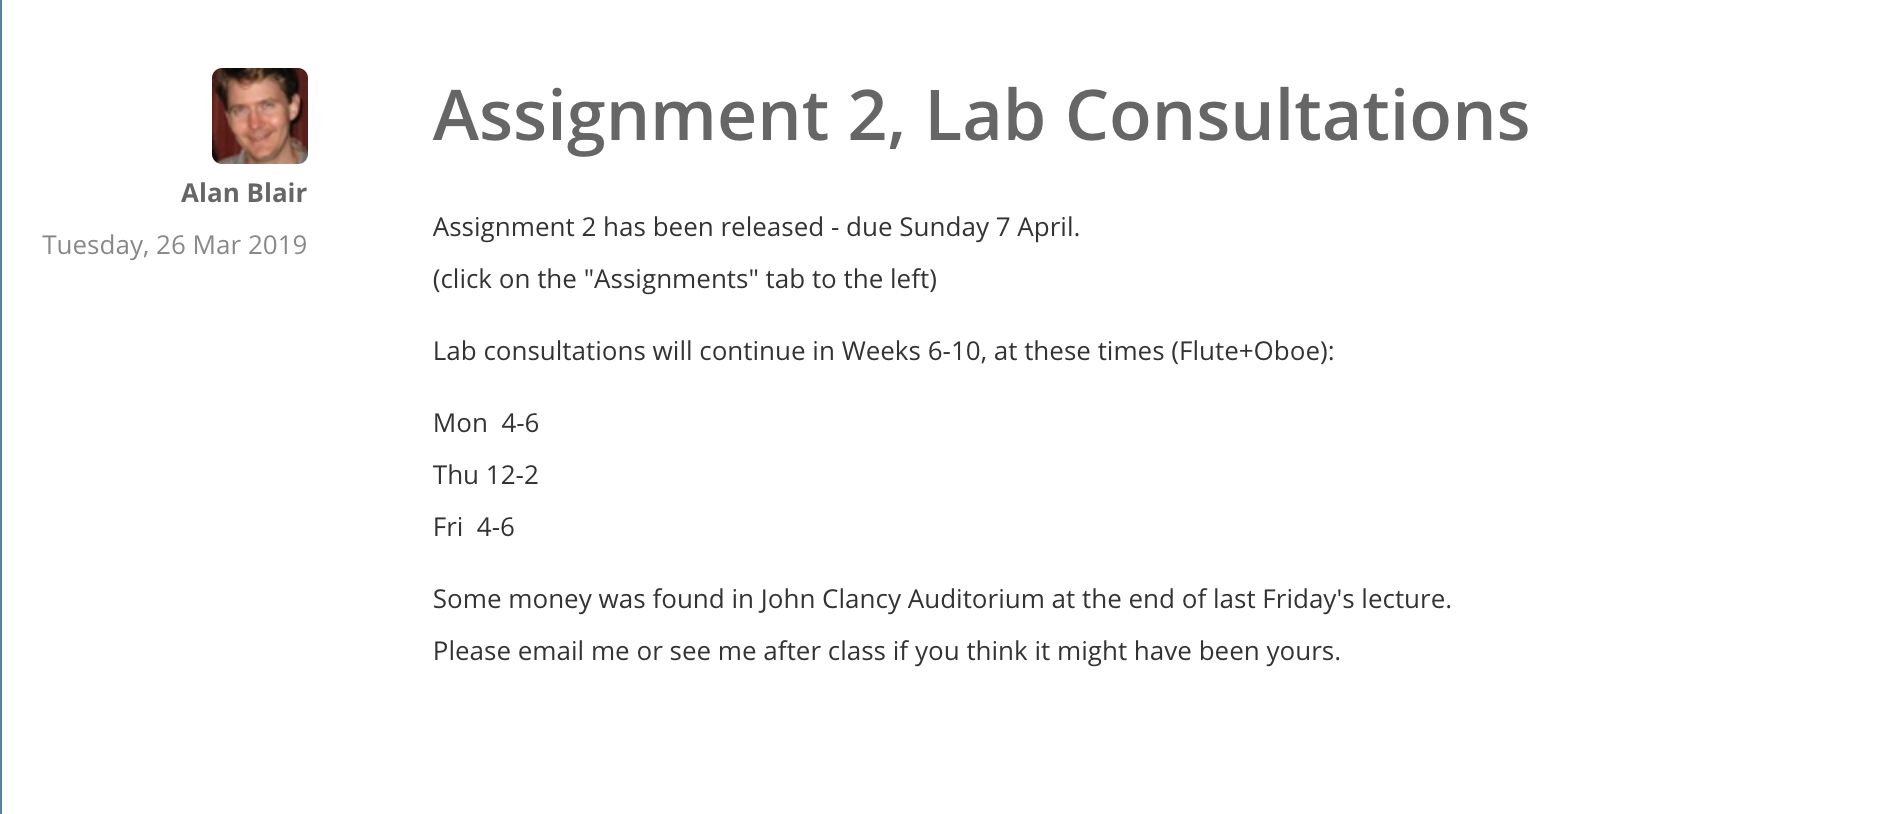 Alan Blair
Tuesday, 26 Mar 2019
Assignment 2, Lab Consultations
Assignment 2 has been released - due Sunday 7 April.
(click on the "Assignments" tab to the left)
Lab consultations will continue in Weeks 6-10, at these times (Flute+Oboe):
Mon  4-6
Thu 12-2
Fri  4-6
Some money was found in John Clancy Auditorium at the end of last Friday's lecture.
Please email me or see me after class if you think it might have been yours.